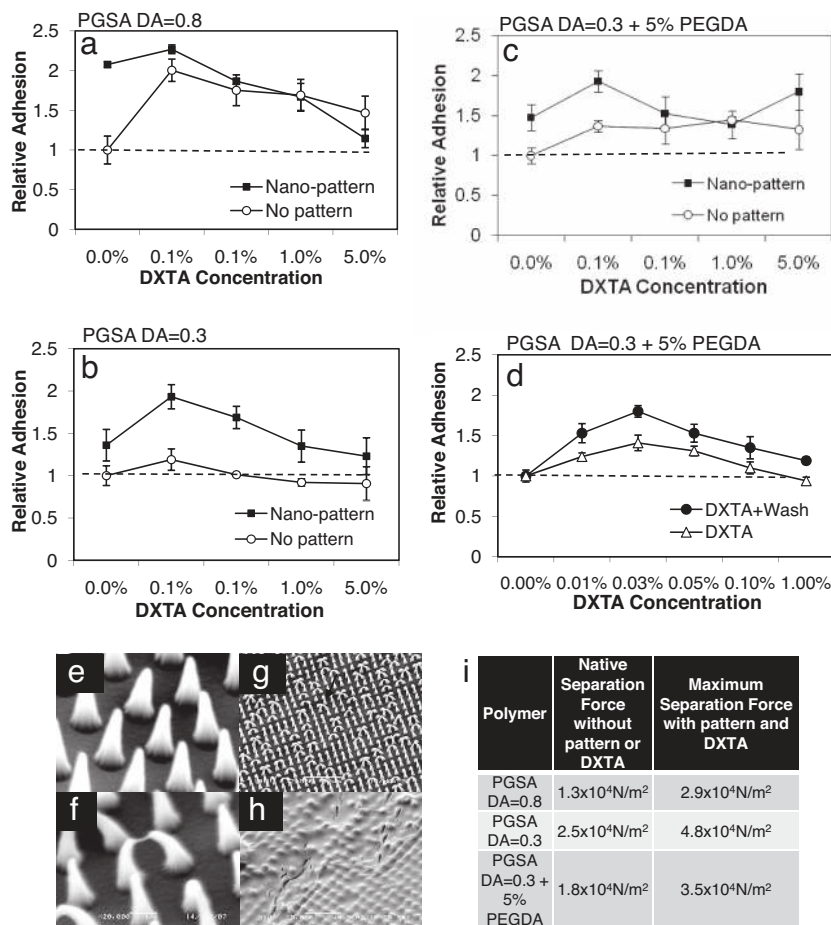 PGSA DA=0.8
a
2.5
2
1.5
1
0.5
0
Relative Adhesion
Nano-pattern
No pattern
0.0% 0.1% 0.1% 1.0% 5.0%
DXTA Concentration
PGSA DA=0.3 + 5% PEGDA
c
2.5
2
1.5
1
0.5
0
Relative Adhesion
Nano-pattern
No pattern
0.0% 0.1% 0.1% 1.0% 5.0%
DXTA Concentration
PGSA DA=0.3
b
2.5
2
1.5
1
0.5
0
Relative Adhesion
Nano-pattern
No pattern
0.0% 0.1% 0.1% 1.0% 5.0%
DXTA Concentration
PGSA DA=0.3 + 5% PEGDA
d
2.5
2
1.5
1
0.5
0
Relative Adhesion
DXTA+Wash
DXTA
0.00% 0.01% 0.03% 0.05% 0.10% 1.00%
DXTA Concentration
e
g
f
h
i
Polymer
Native
Separation
Force
without
pattern or
DXTA
Maximum
Separation Force
with pattern and
DXTA
PGSA
DA=0.8
1.3x10⁴N/m²
2.9x10⁴N/m²
PGSA
DA=0.3
2.5x10⁴N/m²
4.8x10⁴N/m²
PGSA
DA=0.3 +
5%
PEGDA
1.8x10⁴N/m²
3.5x10⁴N/m²